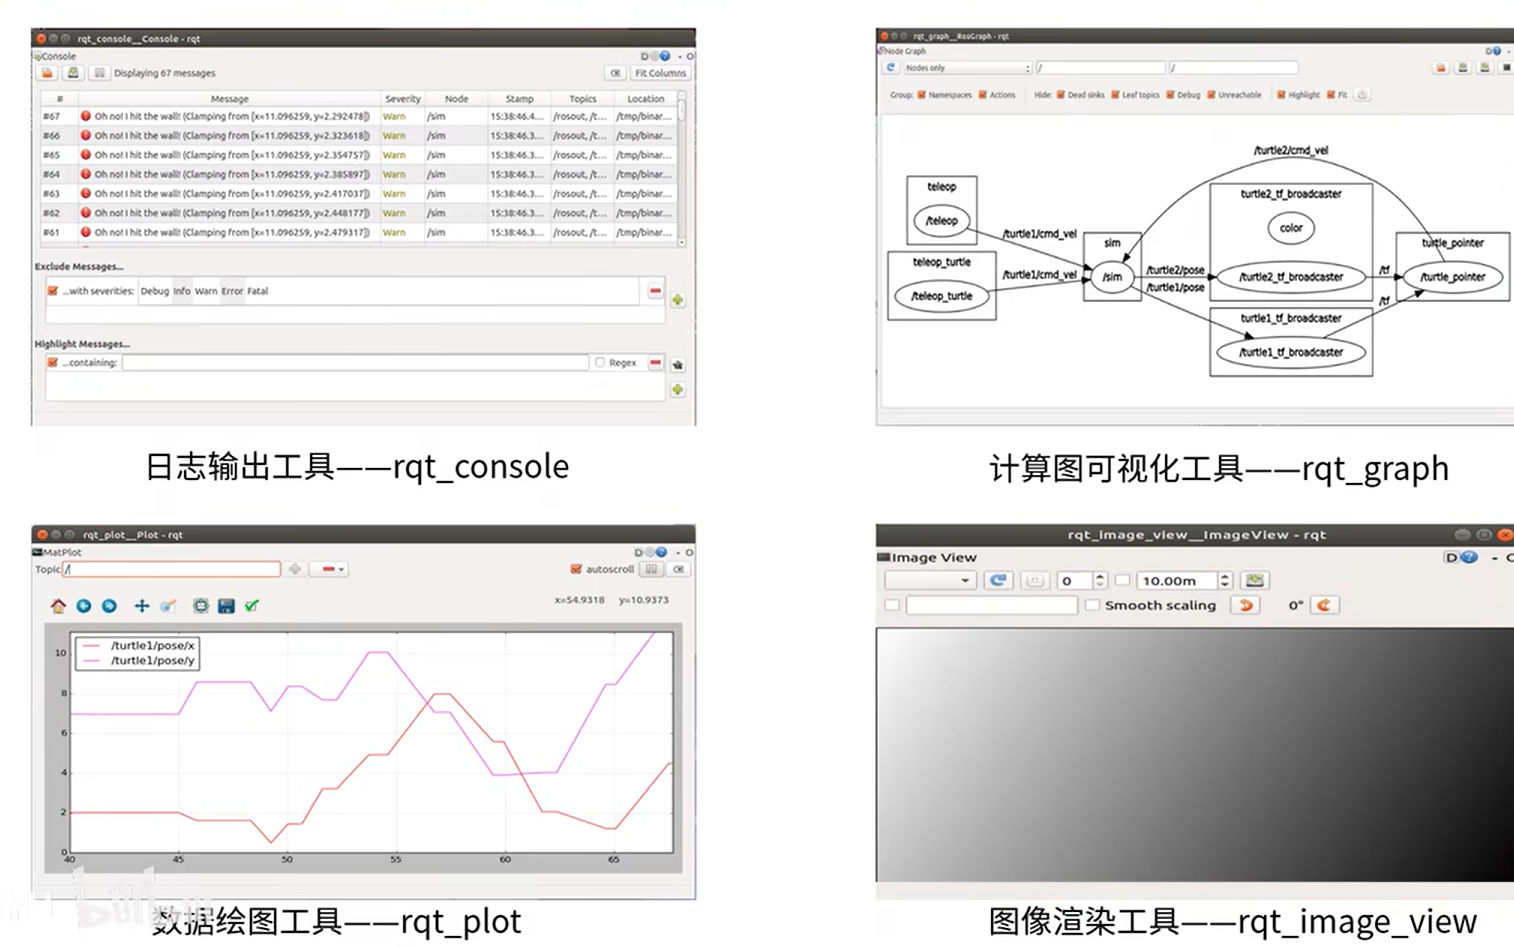 rqt_console__Console - rqt
Console
D - O
Displaying 67 messages
Fit Columns
# Message Severity Node Stamp Topics Location
#67 Oh no! I hit the wall! (Clamping from [x=11.096259, y=2.292478]) Warn /sim 15:38:46.4... /rosout, /t... /tmp/binar...
#66 Oh no! I hit the wall! (Clamping from [x=11.096259, y=2.323618]) Warn /sim 15:38:46.3... /rosout, /t... /tmp/binar...
#65 Oh no! I hit the wall! (Clamping from [x=11.096259, y=2.354757]) Warn /sim 15:38:46.3... /rosout, /t... /tmp/binar...
#64 Oh no! I hit the wall! (Clamping from [x=11.096259, y=2.385897]) Warn /sim 15:38:46.3... /rosout, /t... /tmp/binar...
#63 Oh no! I hit the wall! (Clamping from [x=11.096259, y=2.417037]) Warn /sim 15:38:46.3... /rosout, /t... /tmp/binar...
#62 Oh no! I hit the wall! (Clamping from [x=11.096259, y=2.448177]) Warn /sim 15:38:46.3... /rosout, /t... /tmp/binar...
#61 Oh no! I hit the wall! (Clamping from [x=11.096259, y=2.479317]) Warn /sim 15:38:46.3... /rosout, /t... /tmp/binar...
Exclude Messages...
...with severities: Debug Info Warn Error Fatal
Highlight Messages...
...containing:
Regex
日志输出工具——rqt_console
rqt_graph__RosGraph - rqt
Node Graph
D -
Nodes only / /
Group: Namespaces Actions Hide: Dead sinks Leaf topics Debug Unreachable Highlight Fit
/turtle2/cmd_vel
teleop
/teleop
/turtle1/cmd_vel
teleop_turtle
/teleop_turtle
/turtle1/cmd_vel
sim
/sim
/turtle2/pose
/turtle1/pose
turtle2_tf_broadcaster
color
/turtle2_tf_broadcaster
/tf
turtle1_tf_broadcaster
/turtle1_tf_broadcaster
/tf
turtle_pointer
/turtle_pointer
计算图可视化工具——rqt_graph
rqt_plot__Plot - rqt
MatPlot
D - O
Topic /
autoscroll
x=54.9318 y=10.9373
/turtle1/pose/x
/turtle1/pose/y
10
8
6
4
2
0
40 45 50 55 60 65
数据绘图工具——rqt_plot
rqt_image_view__ImageView - rqt
Image View
D -
0 10.00m
Smooth scaling 0°
图像渲染工具——rqt_image_view